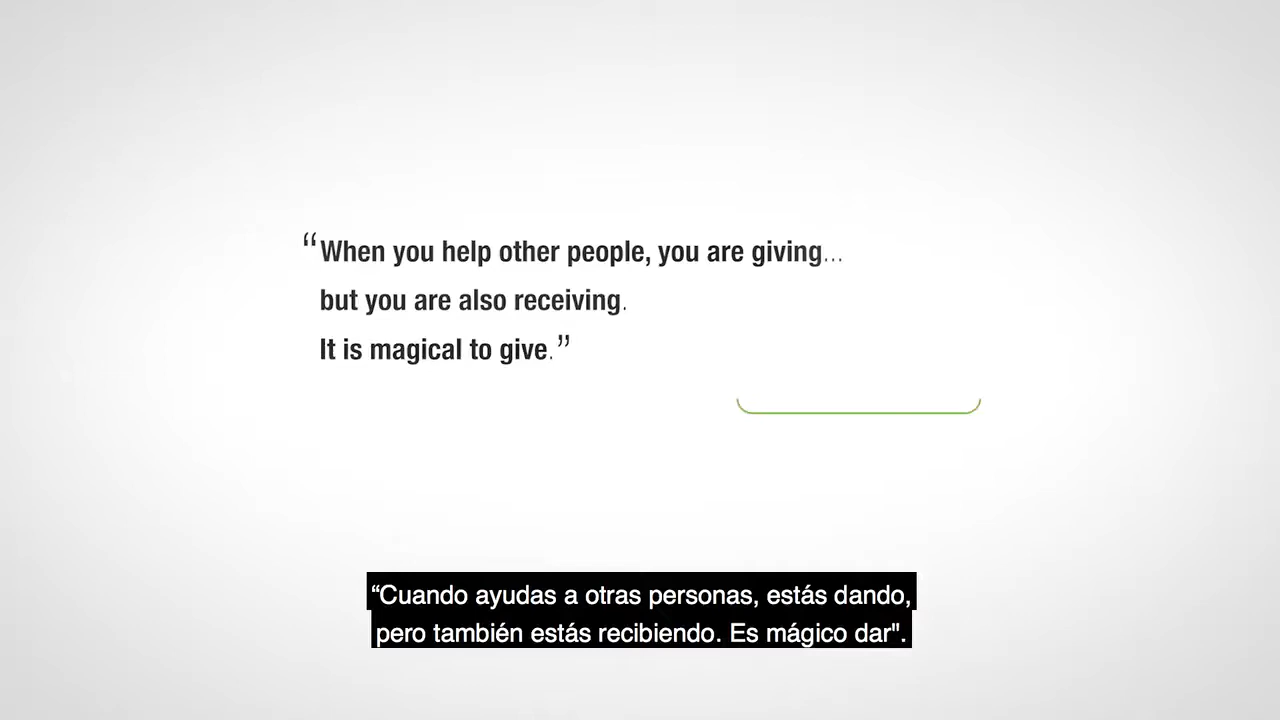 “When you help other people, you are giving...
but you are also receiving.
It is magical to give.”
“Cuando ayudas a otras personas, estás dando,
pero también estás recibiendo. Es mágico dar".